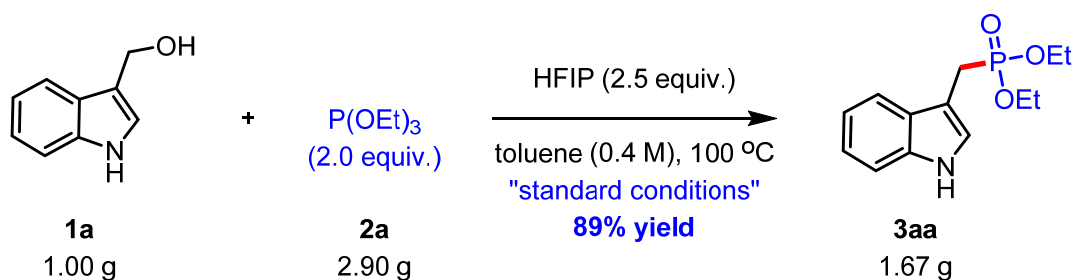 OH
N
H
1a
1.00 g
+
P(OEt)₃
(2.0 equiv.)
2a
2.90 g
HFIP (2.5 equiv.)
toluene (0.4 M), 100 ºC
"standard conditions"
89% yield
O
P
OEt
OEt
N
H
3aa
1.67 g